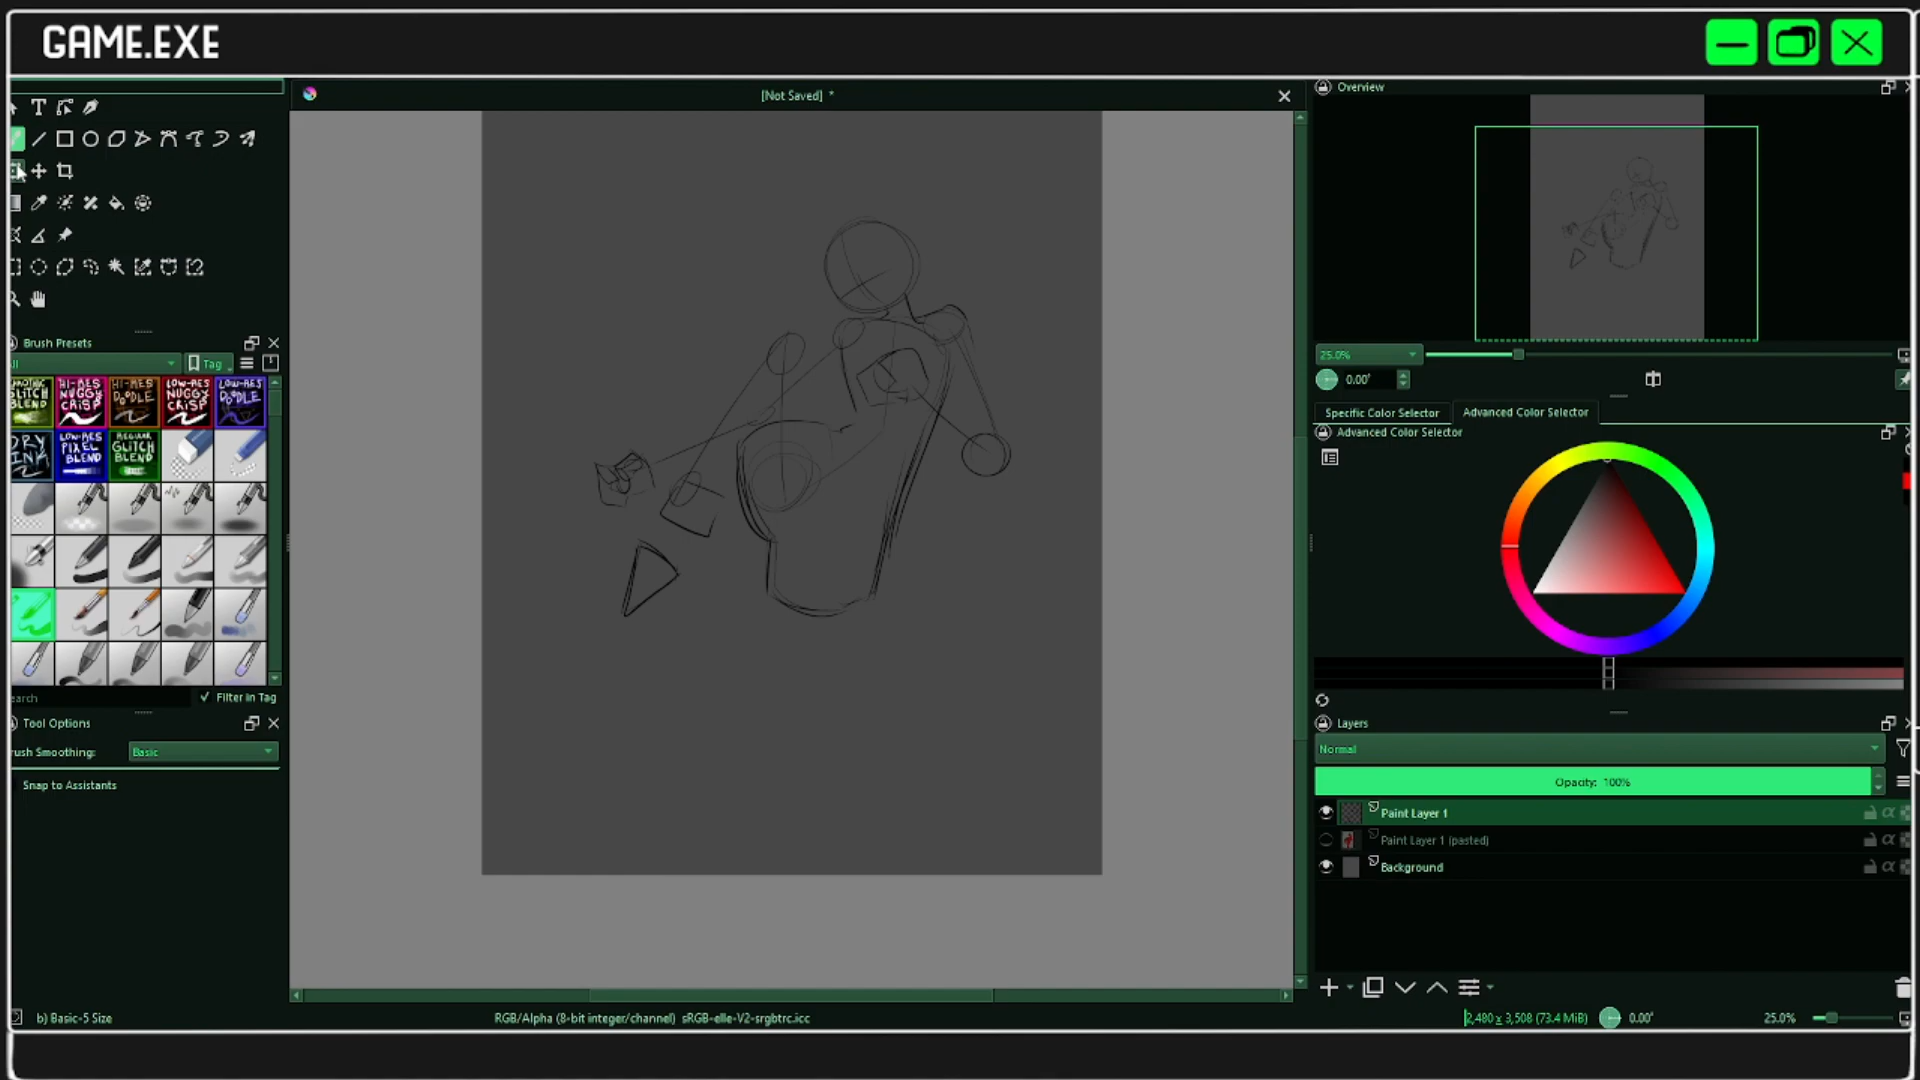 GAME.EXE
[Not Saved] *
Overview
Brush Presets
Tag
HI-RES NUGGY CRISP
HI-RES DOODLE
LOW-RES NUGGY CRISP
LOW-RES DOODLE
DRY INK
LOW-RES PIXEL BLEND
REGULAR GLITCH BLEND
GLITCH BLEND
Filter in Tag
Tool Options
Basic
Snap to Assistants
b) Basic-5 Size
RGB/Alpha (8-bit integer/channel) sRGB-elle-V2-srgbtrc.icc
25.0%
0.00°
Specific Color Selector
Advanced Color Selector
Advanced Color Selector
Layers
Normal
Opacity: 100%
Paint Layer 1
Paint Layer 1 (pasted)
Background
2,480 x 3,508 (73.4 MiB)
0.00°
25.0%